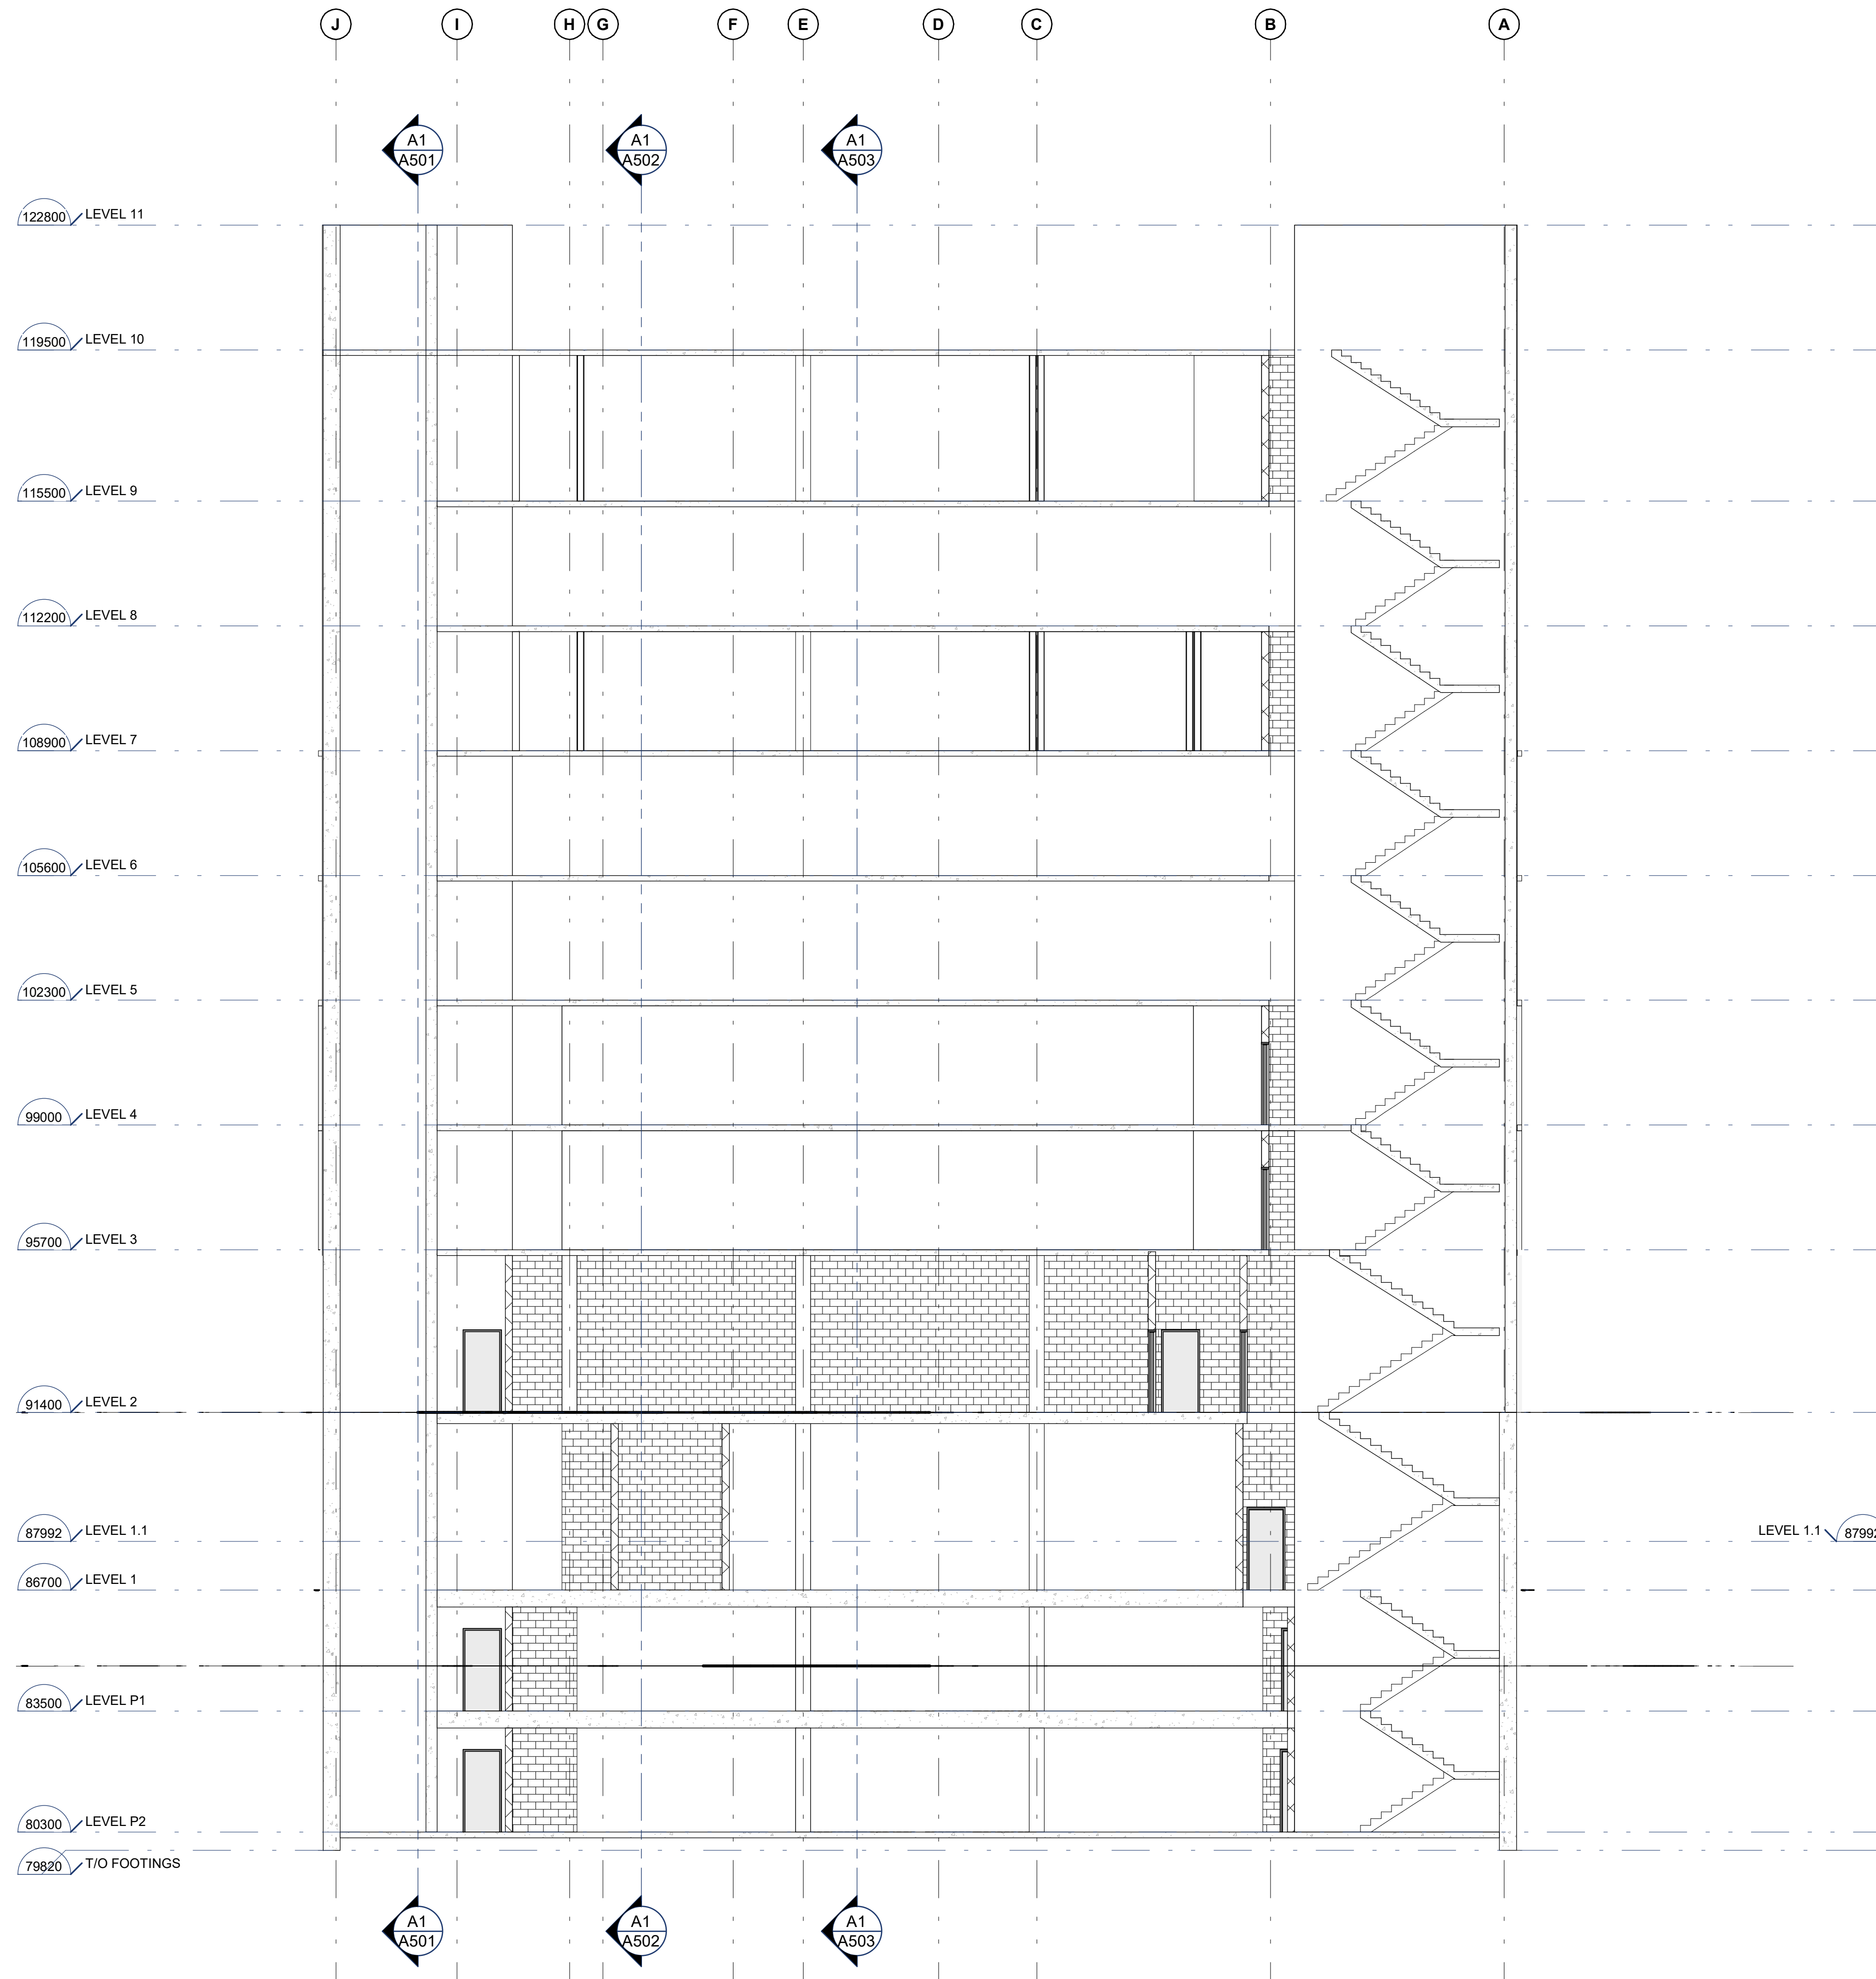 J I H G F E D C B A
A1 A1 A1
A501 A502 A503
122800 LEVEL 11
119500 LEVEL 10
115500 LEVEL 9
112200 LEVEL 8
108900 LEVEL 7
105600 LEVEL 6
102300 LEVEL 5
99000 LEVEL 4
95700 LEVEL 3
91400 LEVEL 2
87992 LEVEL 1.1 LEVEL 1.1
86700 LEVEL 1
83500 LEVEL P1
80300 LEVEL P2
79820 T/O FOOTINGS
A1 A1 A1
A501 A502 A503